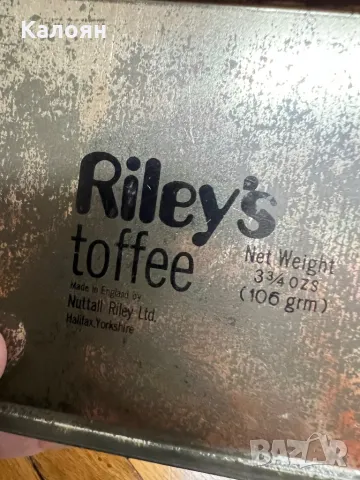 Калоян
Riley's
toffee
Made in England by
Nuttall Riley Ltd.
Halifax, Yorkshire
Net Weight
3¾ OZS
(106 grm)
BAZAR